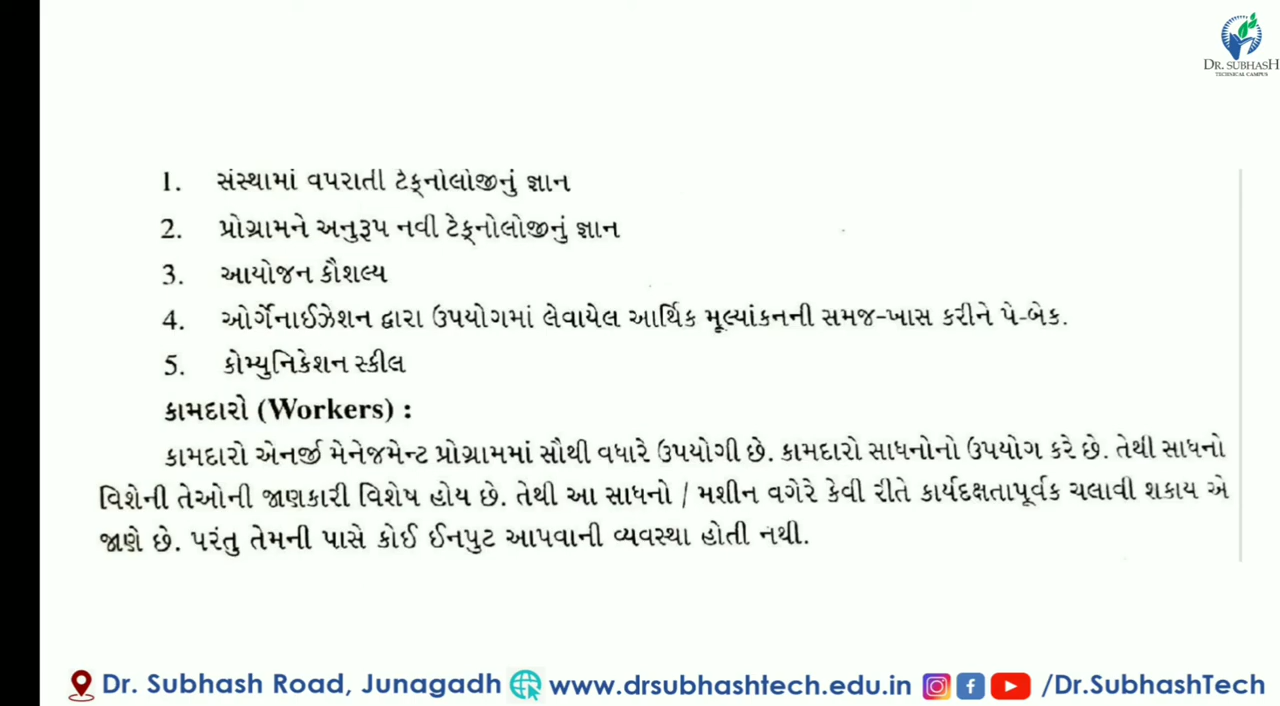 DR. SUBHASH
TECHNICAL CAMPUS
1. સંસ્થામાં વપરાતી ટેક્નોલોજીનું જ્ઞાન
2. પ્રોગ્રામને અનુરૂપ નવી ટેક્નોલોજીનું જ્ઞાન
3. આયોજન કૌશલ્ય
4. ઓર્ગેનાઈઝેશન દ્વારા ઉપયોગમાં લેવાયેલ આર્થિક મૂલ્યાંકનની સમજ-ખાસ કરીને પે-બેક.
5. કોમ્યુનિકેશન સ્કીલ
કામદારો (Workers) :
કામદારો એનર્જી મેનેજમેન્ટ પ્રોગ્રામમાં સૌથી વધારે ઉપયોગી છે. કામદારો સાધનોનો ઉપયોગ કરે છે. તેથી સાધનો
વિશેની તેઓની જાણકારી વિશેષ હોય છે. તેથી આ સાધનો / મશીન વગેરે કેવી રીતે કાર્યદક્ષતાપૂર્વક ચલાવી શકાય એ
જાણે છે. પરંતુ તેમની પાસે કોઈ ઈનપુટ આપવાની વ્યવસ્થા હોતી નથી.
Dr. Subhash Road, Junagadh www.drsubhashtech.edu.in /Dr.SubhashTech